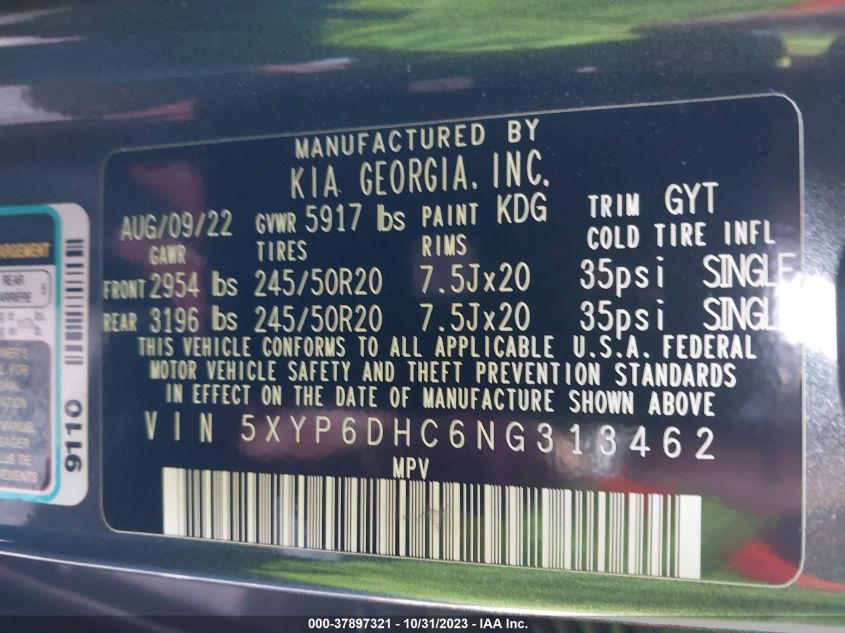 MANUFACTURED BY
KIA GEORGIA, INC.
AUG/09/22 GVWR 5917 lbs PAINT KDG TRIM GYT
GAWR TIRES RIMS COLD TIRE INFL
FRONT 2954 lbs 245/50R20 7.5Jx20 35psi SINGLE
REAR 3196 lbs 245/50R20 7.5Jx20 35psi SINGLE
THIS VEHICLE CONFORMS TO ALL APPLICABLE U.S.A. FEDERAL
MOTOR VEHICLE SAFETY AND THEFT PREVENTION STANDARDS
IN EFFECT ON THE DATE OF MANUFACTURE SHOWN ABOVE
VIN 5XYP6DHC6NG313462
MPV
REAR
5
9110
000-37897321 - 10/31/2023 - IAA Inc.